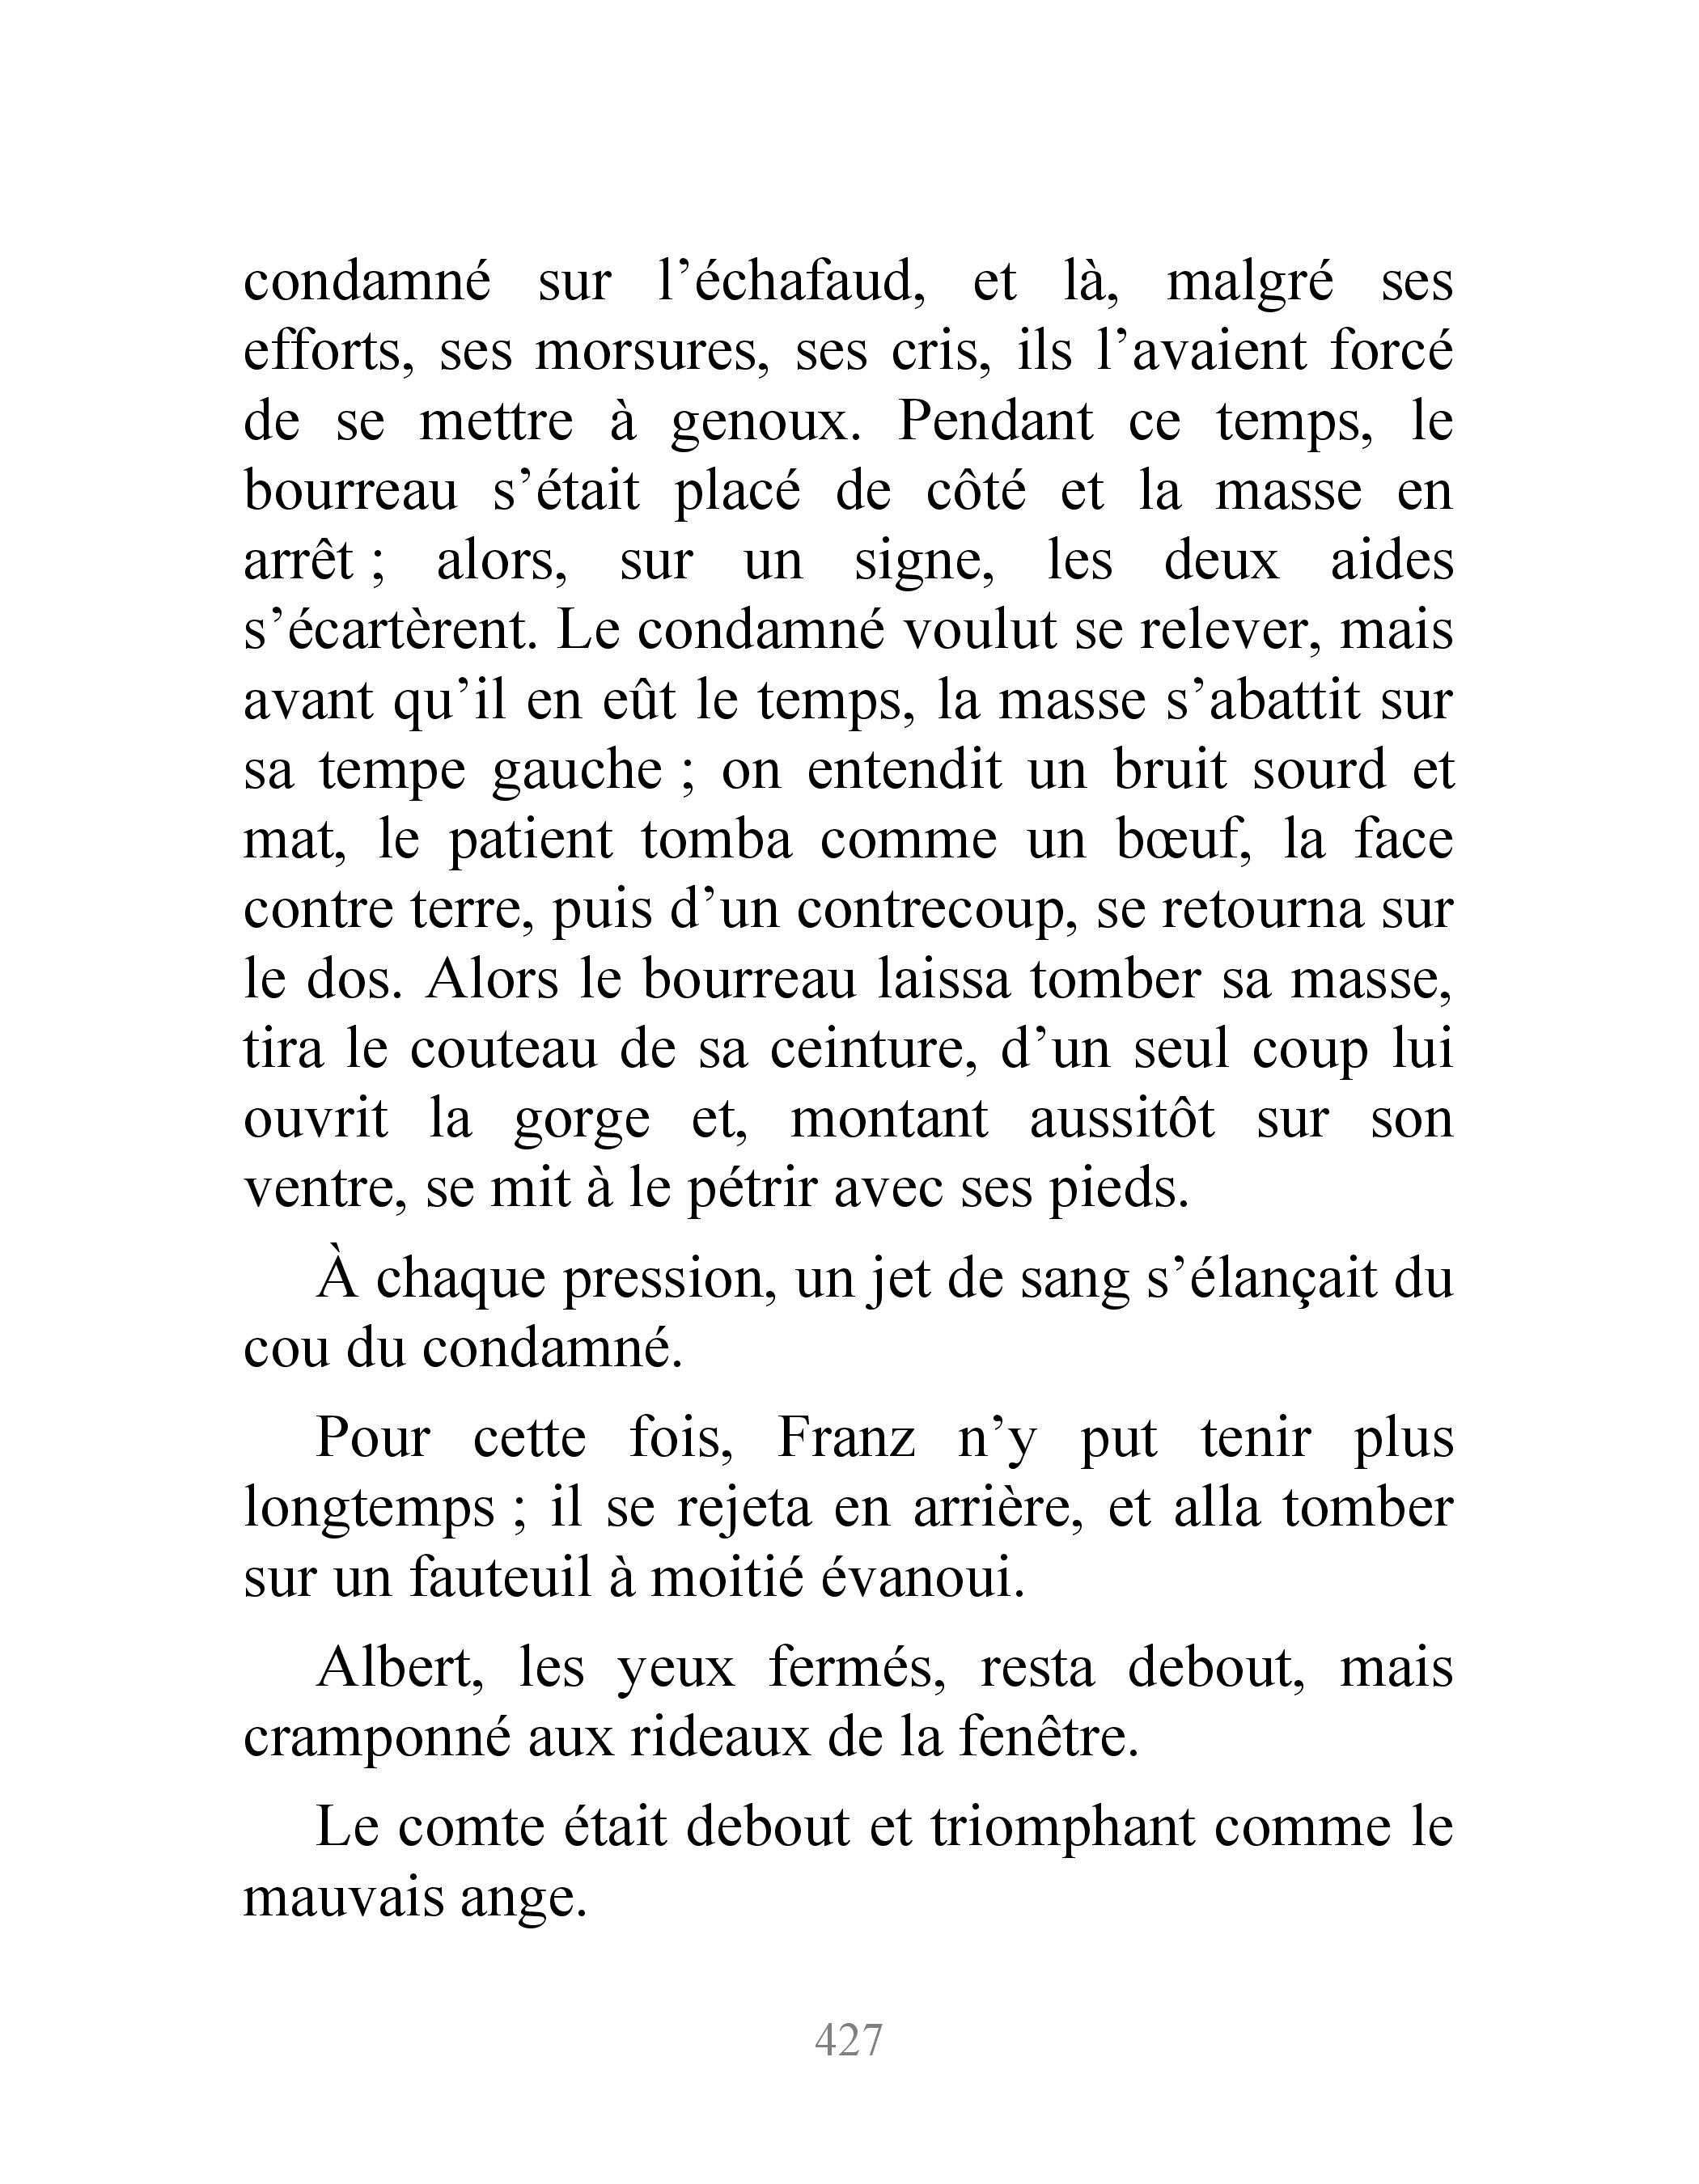 condamné sur l’échafaud, et là, malgré ses
efforts, ses morsures, ses cris, ils l’avaient forcé
de se mettre à genoux. Pendant ce temps, le
bourreau s’était placé de côté et la masse en
arrêt ; alors, sur un signe, les deux aides
s’écartèrent. Le condamné voulut se relever, mais
avant qu’il en eût le temps, la masse s’abattit sur
sa tempe gauche ; on entendit un bruit sourd et
mat, le patient tomba comme un bœuf, la face
contre terre, puis d’un contrecoup, se retourna sur
le dos. Alors le bourreau laissa tomber sa masse,
tira le couteau de sa ceinture, d’un seul coup lui
ouvrit la gorge et, montant aussitôt sur son
ventre, se mit à le pétrir avec ses pieds.
À chaque pression, un jet de sang s’élançait du
cou du condamné.
Pour cette fois, Franz n’y put tenir plus
longtemps ; il se rejeta en arrière, et alla tomber
sur un fauteuil à moitié évanoui.
Albert, les yeux fermés, resta debout, mais
cramponné aux rideaux de la fenêtre.
Le comte était debout et triomphant comme le
mauvais ange.
427